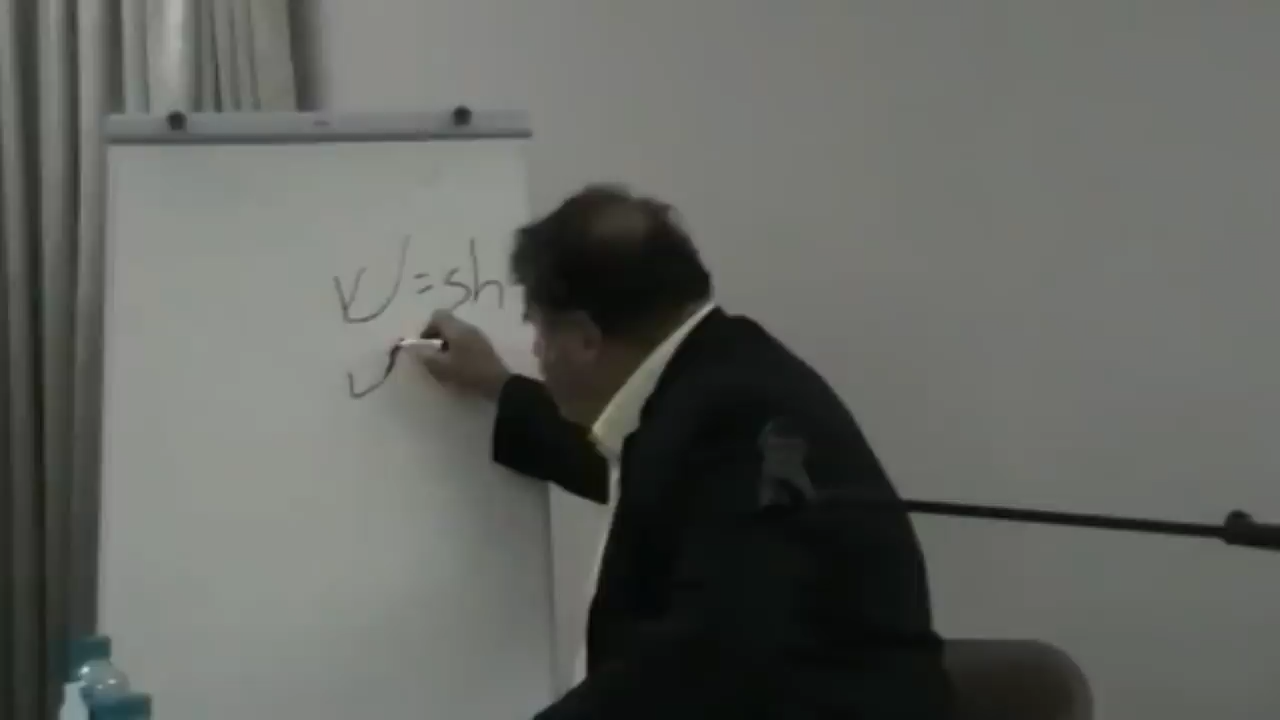 ש = sh